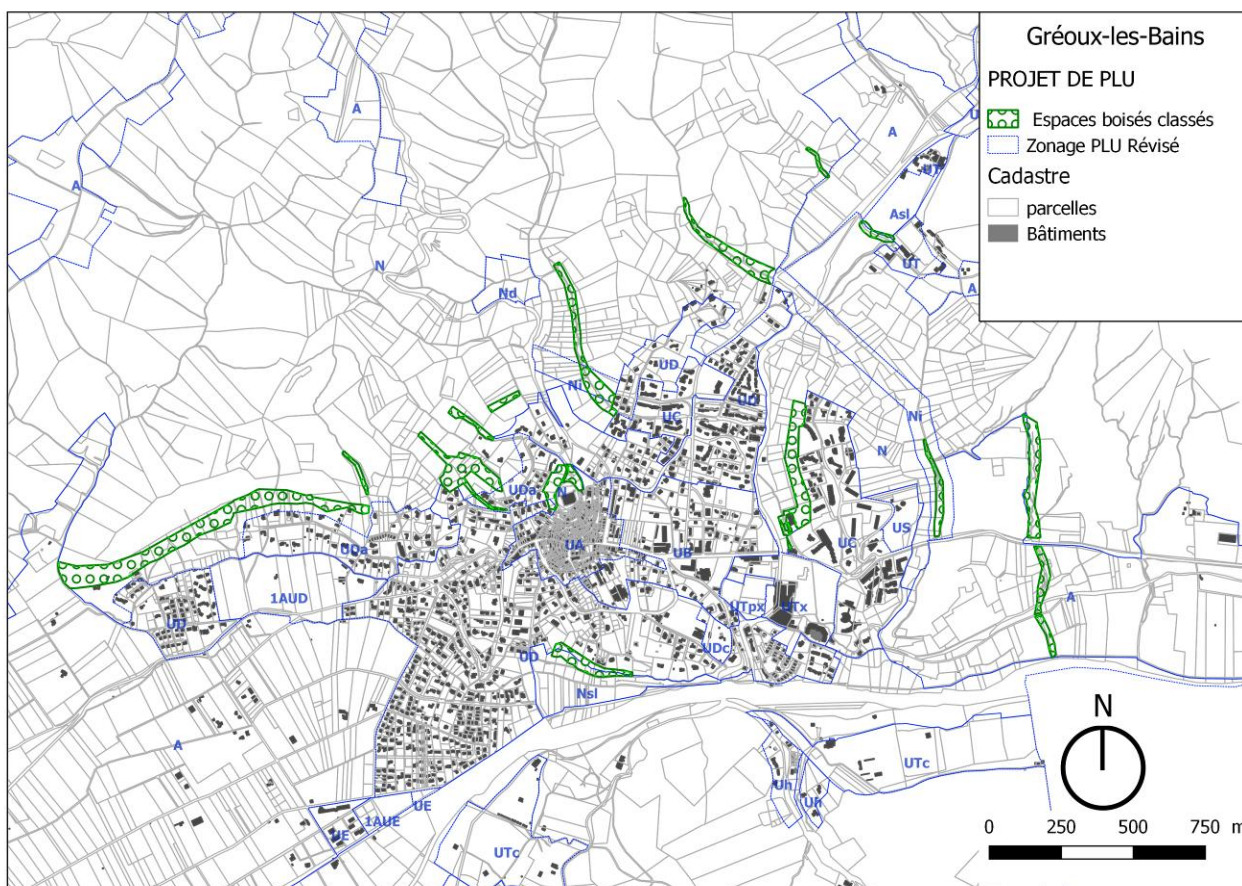 Gréoux-les-Bains
PROJET DE PLU
Espaces boisés classés
Zonage PLU Révisé
Cadastre
parcelles
Bâtiments
A
A
U
A
UT
Asl
N
UT
Nd
A
UD
Ni
UD
UC
Ni
N
UDa
N
US
UA
UDa
UB
UC
1AUD
UTpx
UTx
A
UD
UDc
UD
Nsl
A
UTc
Uh
Uh
UE
1AUE
UE
UTc
N
0 250 500 750 m